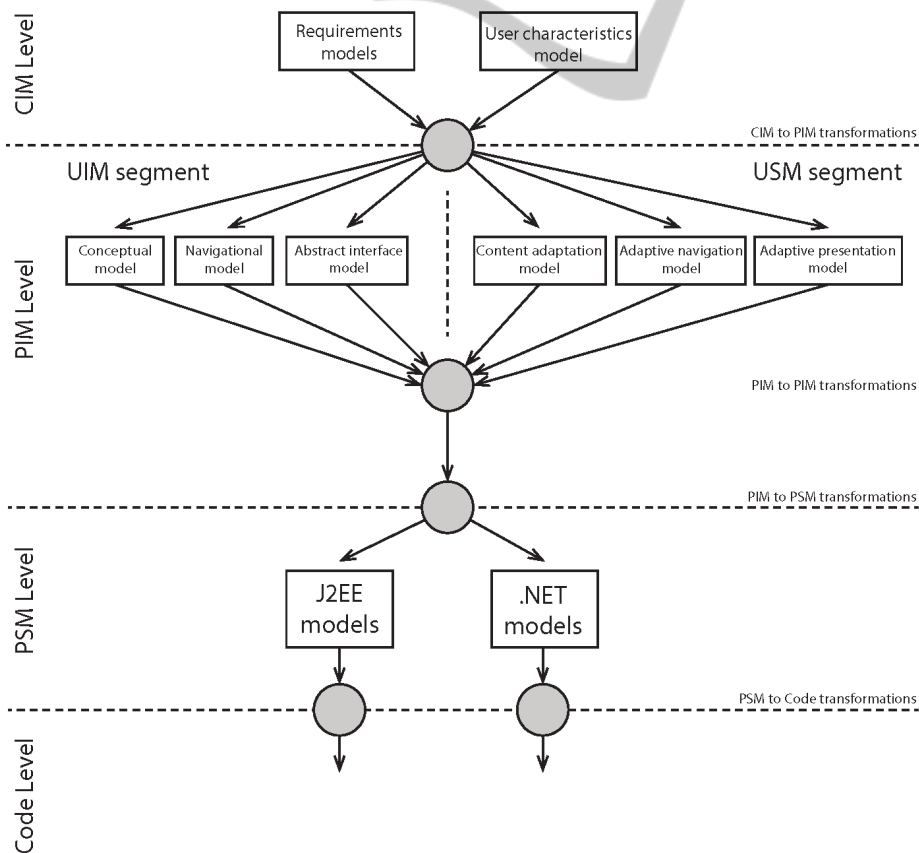 CIM Level
Requirements
models
User characteristics
model
CIM to PIM transformations
UIM segment
USM segment
PIM Level
Conceptual
model
Navigational
model
Abstract interface
model
Content adaptation
model
Adaptive navigation
model
Adaptive presentation
model
PIM to PIM transformations
PIM to PSM transformations
PSM Level
J2EE
models
.NET
models
PSM to Code transformations
Code Level